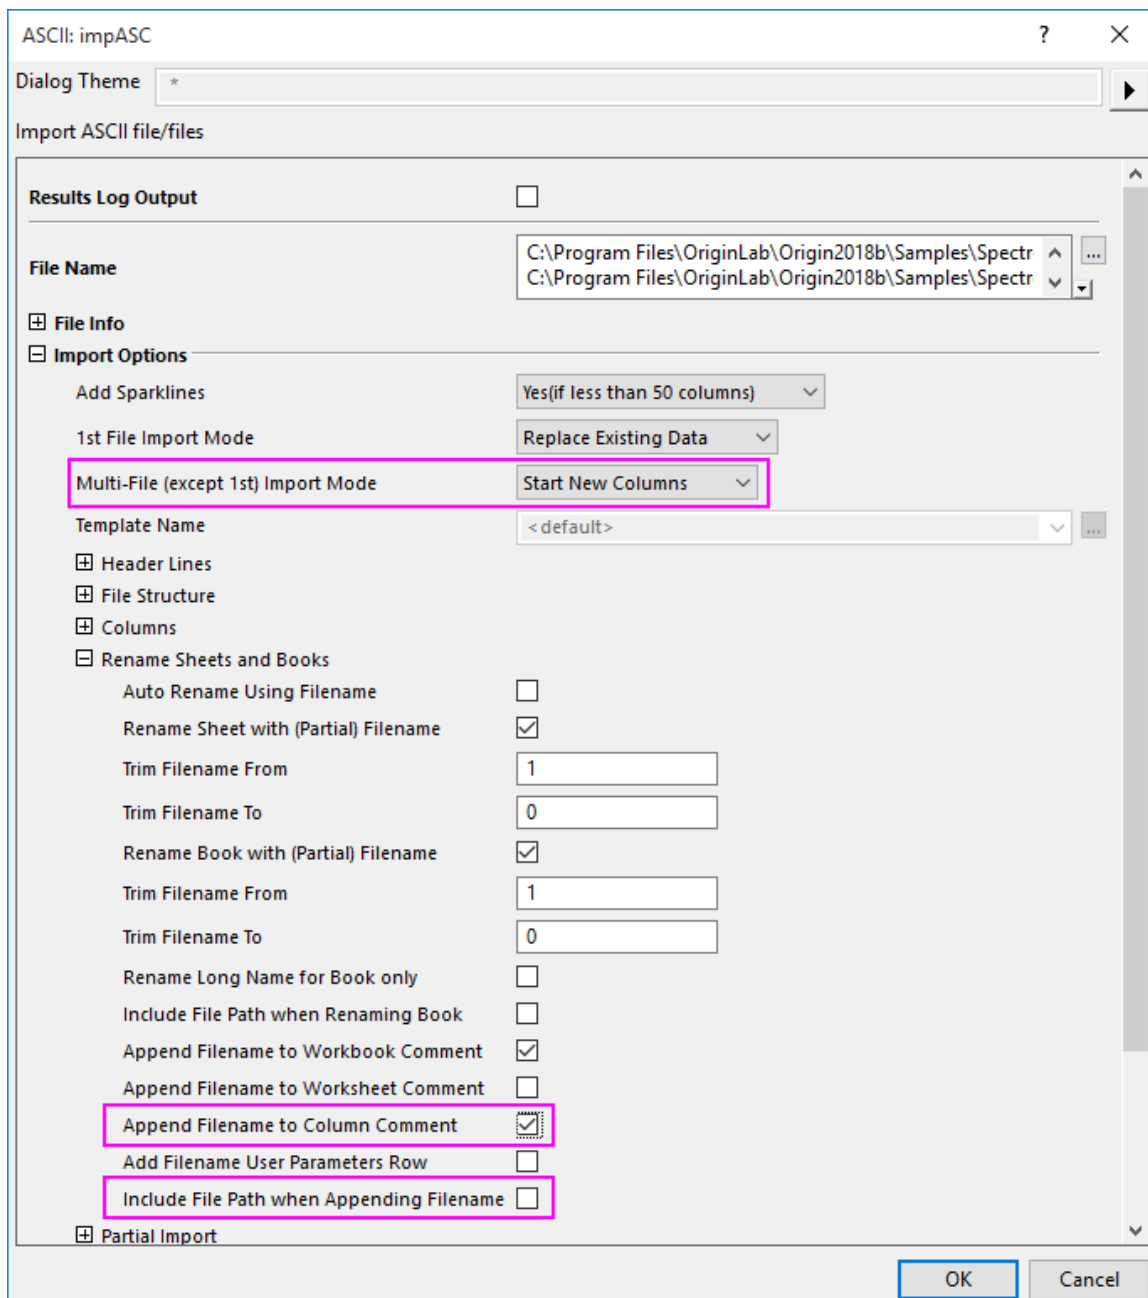 ASCII: impASC ?
Dialog Theme *
Import ASCII file/files
Results Log Output
File Name C:\Program Files\OriginLab\Origin2018b\Samples\Spectr ...
C:\Program Files\OriginLab\Origin2018b\Samples\Spectr
File Info
Import Options
Add Sparklines Yes(if less than 50 columns)
1st File Import Mode Replace Existing Data
Multi-File (except 1st) Import Mode Start New Columns
Template Name <default> ...
Header Lines
File Structure
Columns
Rename Sheets and Books
Auto Rename Using Filename
Rename Sheet with (Partial) Filename
Trim Filename From 1
Trim Filename To 0
Rename Book with (Partial) Filename
Trim Filename From 1
Trim Filename To 0
Rename Long Name for Book only
Include File Path when Renaming Book
Append Filename to Workbook Comment
Append Filename to Worksheet Comment
Append Filename to Column Comment
Add Filename User Parameters Row
Include File Path when Appending Filename
Partial Import
OK Cancel